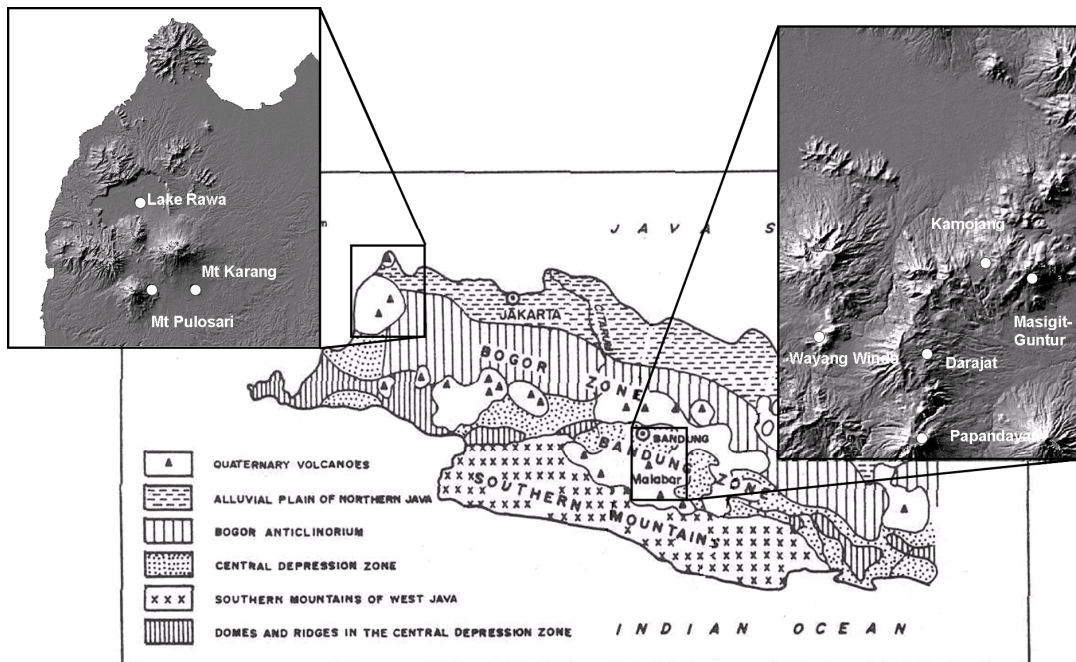 Lake Rawa
Mt Karang
Mt Pulosari
Kamojang
Masigit-
Guntur
Wayang Windu
Darajat
Papandayan
m
JAVA S
JAKARTA
CITARUM
BOGOR ZONE
BANDUNG
BANDUNG ZONE
Malabar
SOUTHERN MOUNTAINS
QUATERNARY VOLCANOES
ALLUVIAL PLAIN OF NORTHERN JAVA
BOGOR ANTICLINORIUM
CENTRAL DEPRESSION ZONE
SOUTHERN MOUNTAINS OF WEST JAVA
DOMES AND RIDGES IN THE CENTRAL DEPRESSION ZONE
INDIAN OCEAN